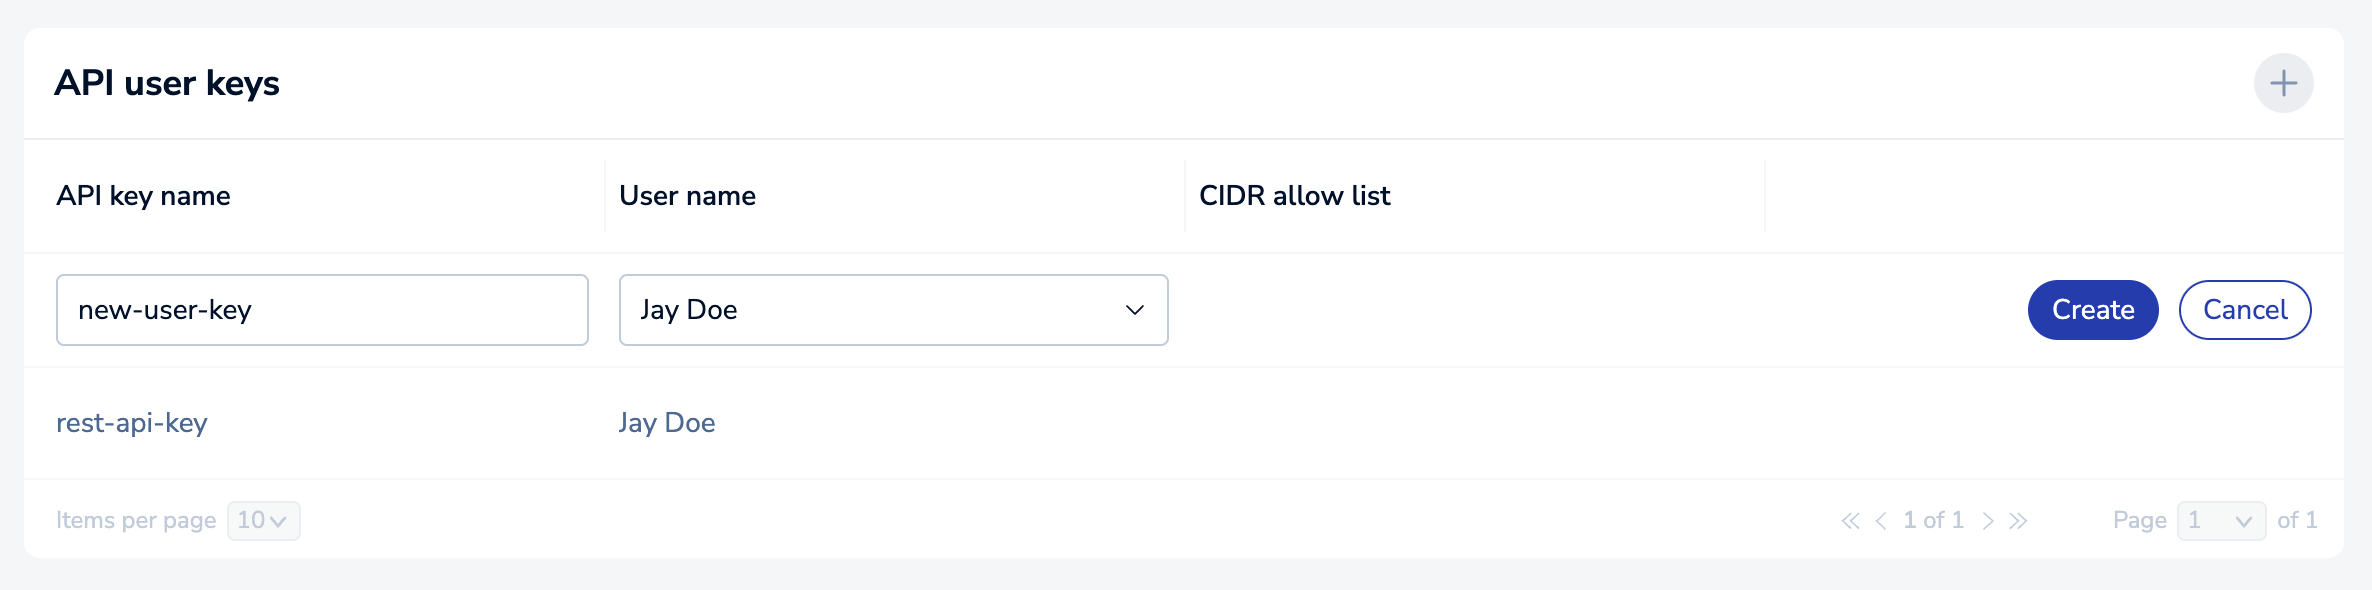 API user keys
API key name User name CIDR allow list
new-user-key Jay Doe Create Cancel
rest-api-key Jay Doe
Items per page 10 1 of 1 Page 1 of 1